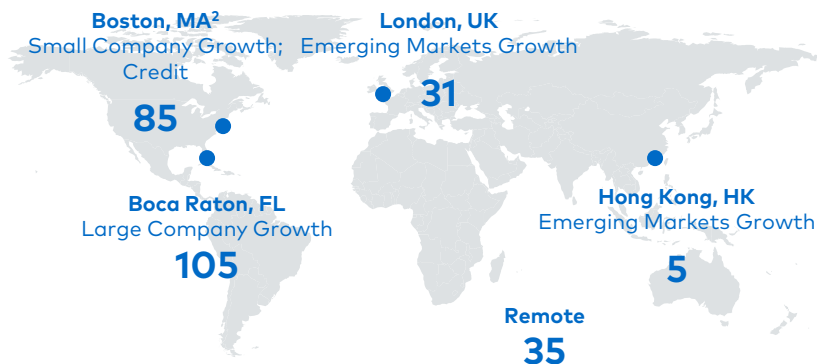 Boston, MA²
Small Company Growth;
Credit
85
London, UK
Emerging Markets Growth
31
Boca Raton, FL
Large Company Growth
105
Hong Kong, HK
Emerging Markets Growth
5
Remote
35